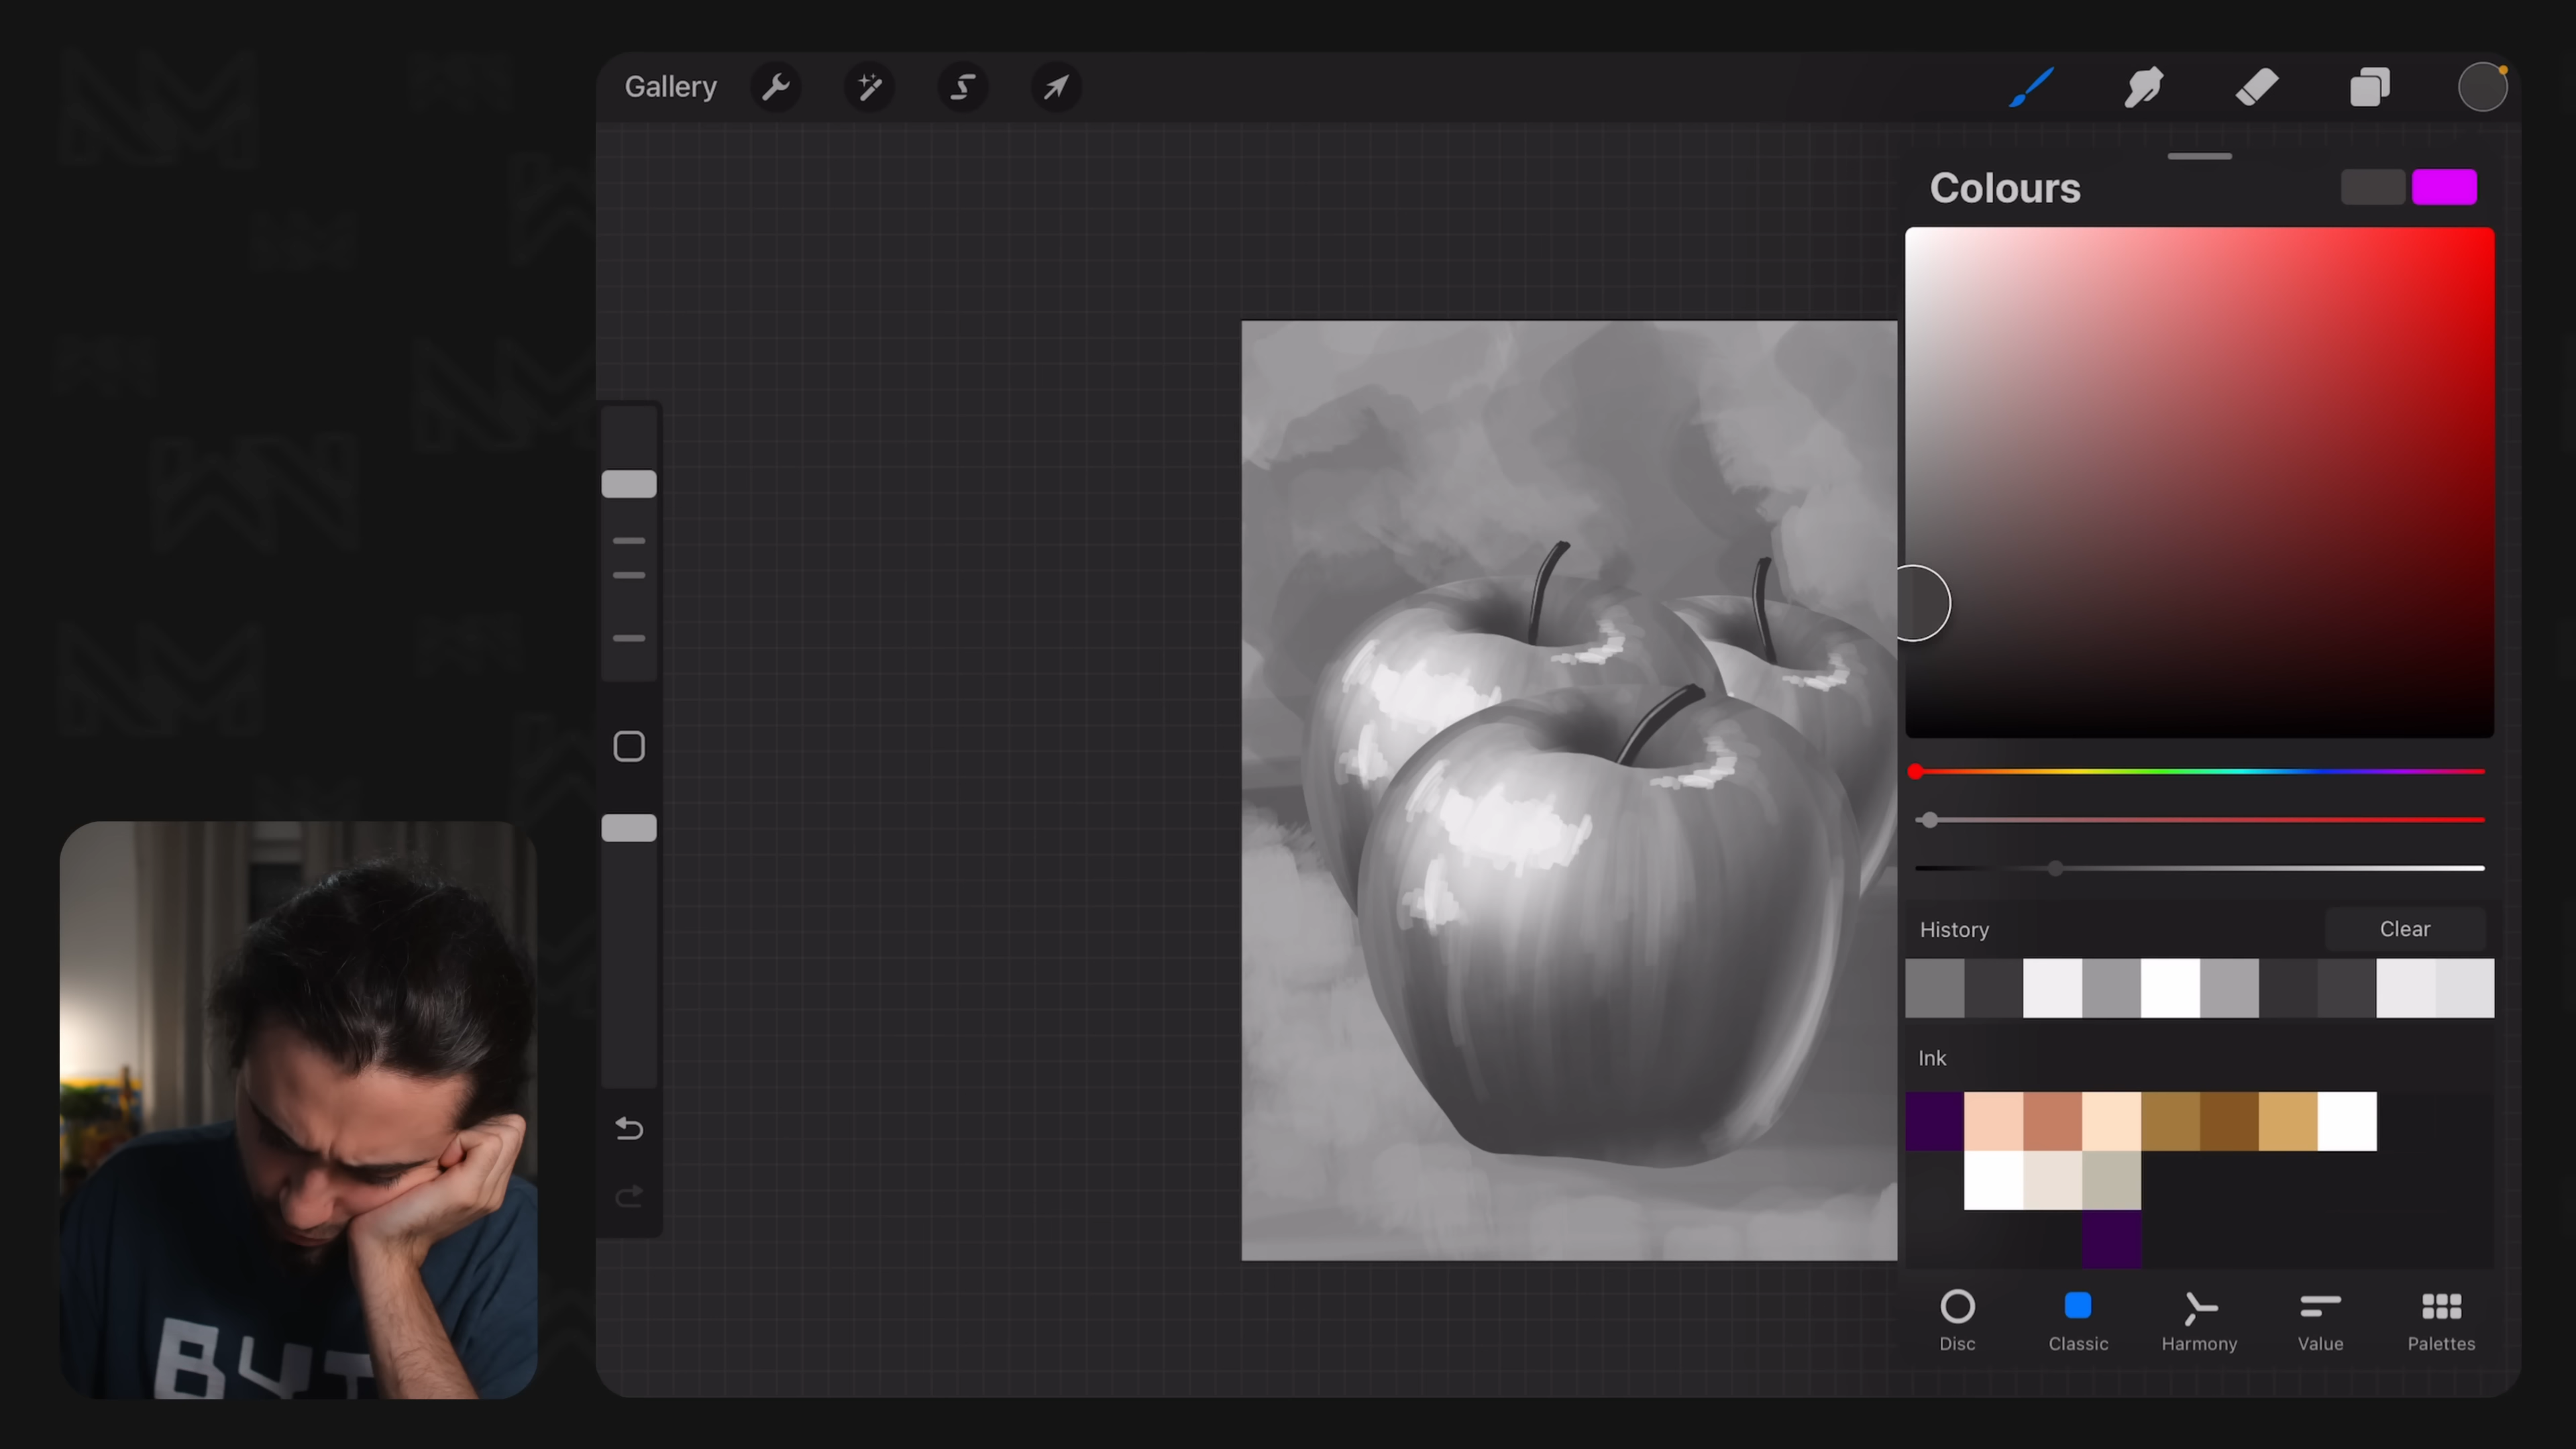 Gallery
Colours
History
Clear
Ink
Disc
Classic
Harmony
Value
Palettes